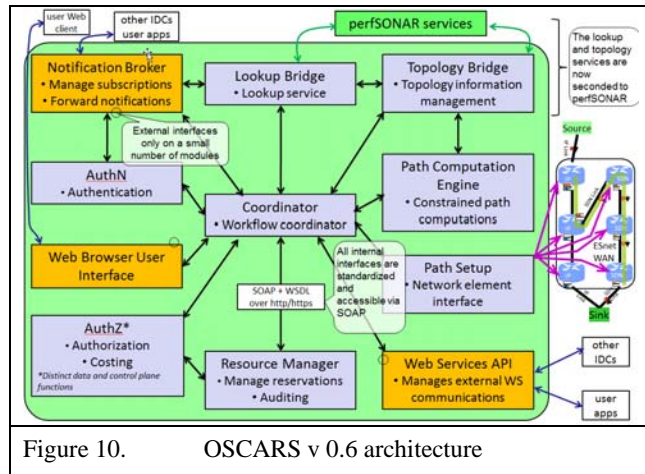 user Web
client
other IDCs
user apps
perfSONAR services
The lookup
and topology
services are
now
seconded to
perfSONAR
Notification Broker
• Manage subscriptions
• Forward notifications
Lookup Bridge
• Lookup service
Topology Bridge
• Topology information
management
External interfaces
only on a small
number of modules
Source
AuthN
• Authentication
Coordinator
• Workflow coordinator
Path Computation
Engine
• Constrained path
computations
ESnet
WAN
Web Browser User
Interface
All internal
interfaces are
standardized
and
accessible via
SOAP
SOAP + WSDL
over http/https
Path Setup
• Network element
interface
Sink
AuthZ*
• Authorization
• Costing
*Distinct data and control plane
functions
Resource Manager
• Manage reservations
• Auditing
Web Services API
• Manages external WS
communications
other
IDCs
user
apps
Figure 10. OSCARS v 0.6 architecture